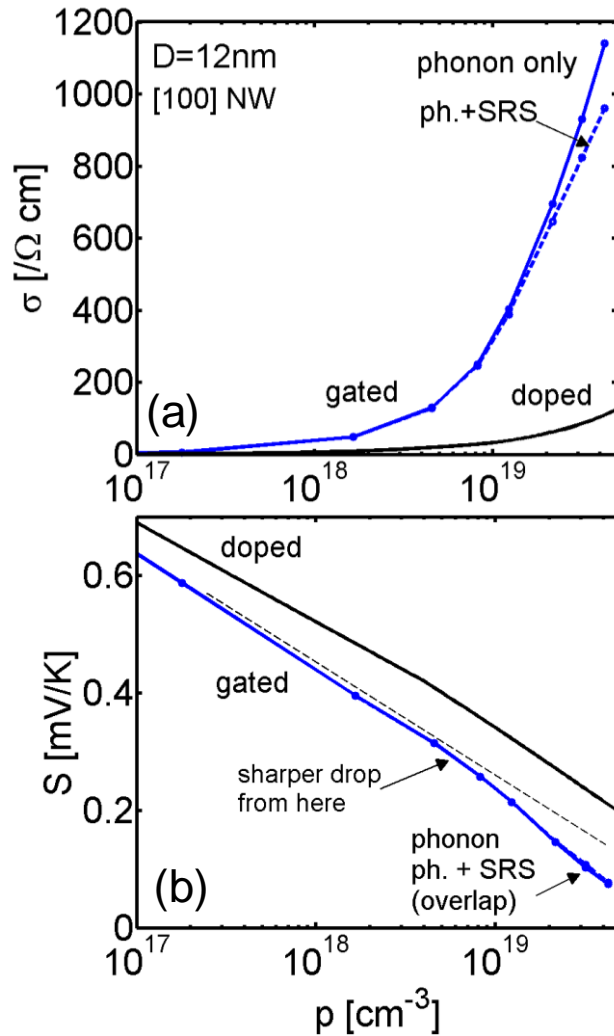 1200
1000
800
600
400
200
0
σ [/Ω cm]
D=12nm
[100] NW
phonon only
ph.+SRS
gated
doped
(a)
10^17
10^18
10^19
0.6
0.4
0.2
0
S [mV/K]
doped
gated
sharper drop
from here
phonon
ph. + SRS
(overlap)
(b)
10^17
10^18
10^19
p [cm^-3]